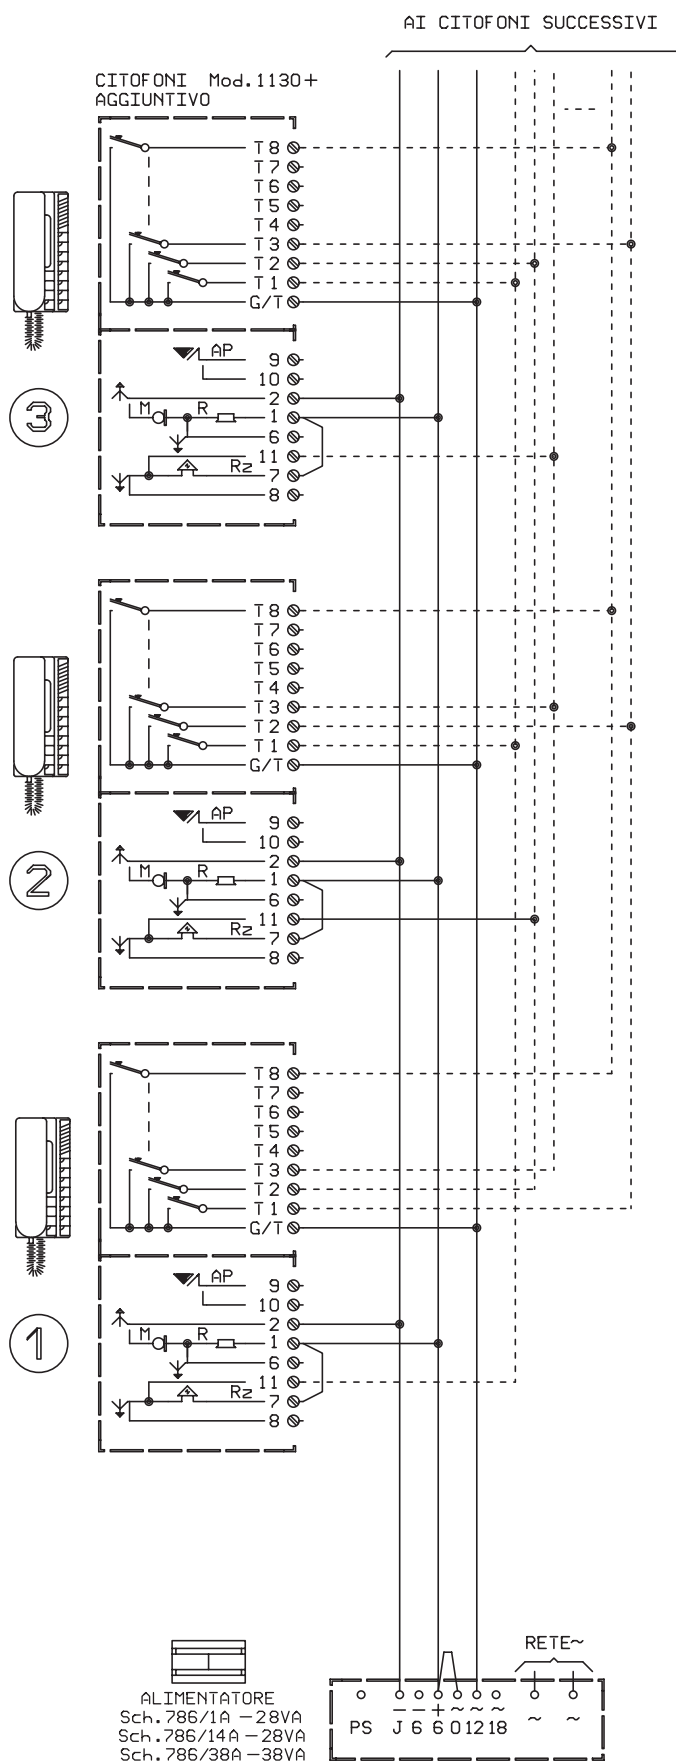 AI CITOFONI SUCCESSIVI
CITOFONI Mod.1130+
AGGIUNTIVO
T8
T7
T6
T5
T4
T3
T2
T1
G/T
AP
9
10
2
M R 1
6
11
Rz 7
8
3
T8
T7
T6
T5
T4
T3
T2
T1
G/T
AP
9
10
2
M R 1
6
11
Rz 7
8
2
T8
T7
T6
T5
T4
T3
T2
T1
G/T
AP
9
10
2
M R 1
6
11
Rz 7
8
1
RETE~
— — + ~ ~ ~
PS J 6 6 0 12 18 ~ ~
ALIMENTATORE
Sch.786/1A -28VA
Sch.786/14A -28VA
Sch.786/38A -38VA